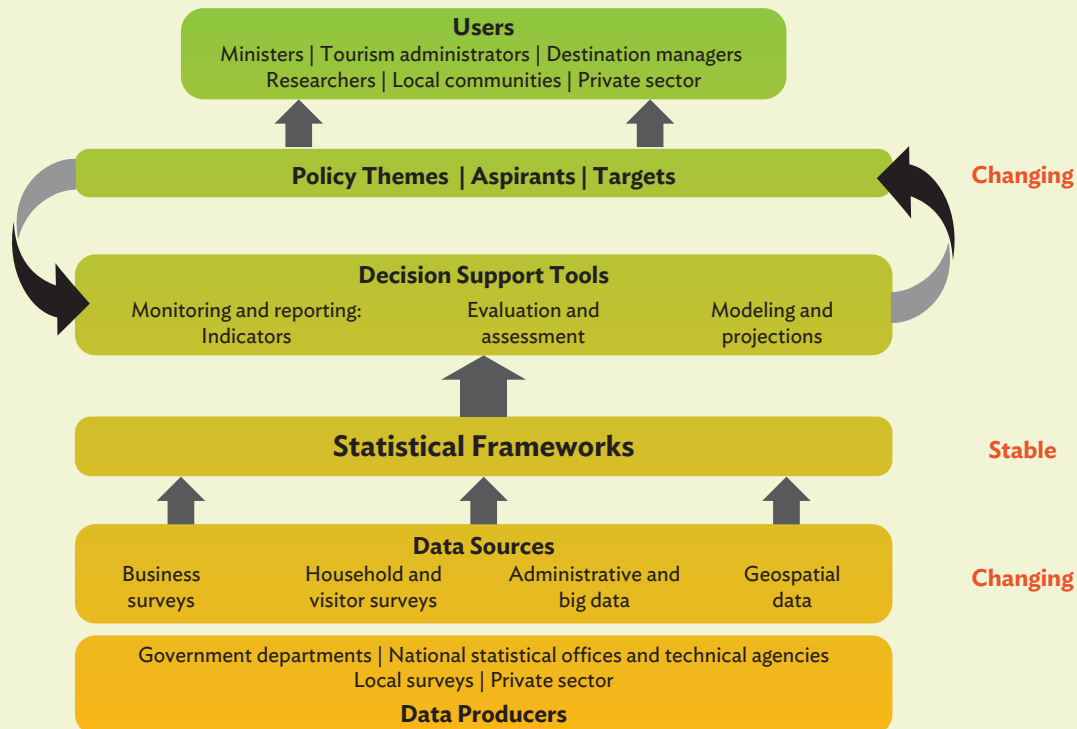 Users
Ministers | Tourism administrators | Destination managers
Researchers | Local communities | Private sector
Policy Themes | Aspirants | Targets
Changing
Decision Support Tools
Monitoring and reporting:
Indicators
Evaluation and
assessment
Modeling and
projections
Statistical Frameworks
Stable
Data Sources
Business
surveys
Household and
visitor surveys
Administrative and
big data
Geospatial
data
Changing
Government departments | National statistical offices and technical agencies
Local surveys | Private sector
Data Producers